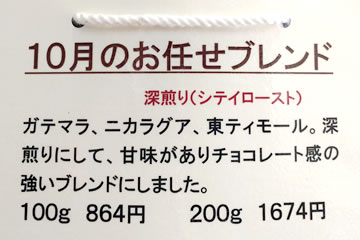 10月のお任せブレンド
深煎り(シテイロースト)
ガテマラ、ニカラグア、東ティモール。深
煎りにして、甘味がありチョコレート感の
強いブレンドにしました。
100g 864円 200g 1674円